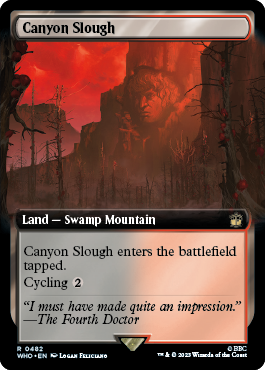 Canyon Slough
Land — Swamp Mountain
Canyon Slough enters the battlefield
tapped.
Cycling 2
“I must have made quite an impression.”
—The Fourth Doctor
R 0482
WHO • EN LOGAN FELICIANO
© BBC
™ & © 2023 Wizards of the Coast